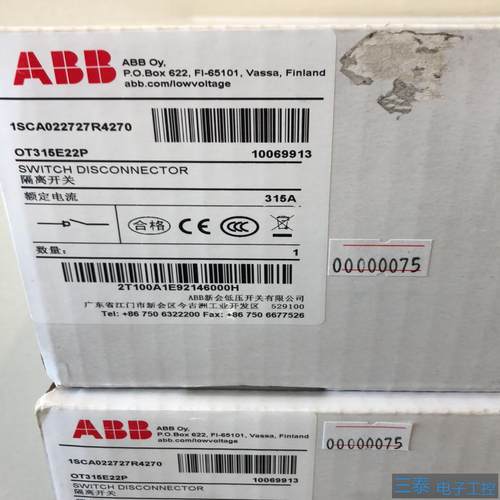 ABB
ABB Oy,
P.O.Box 622, FI-65101, Vassa, Finland
abb.com/lowvoltage
1SCA022727R4270
OT315E22P 10069913
SWITCH DISCONNECTOR
隔离开关
额定电流 315A
合格 CE CCC
数量: 1
2T100A1E92146000H
ABB新会低压开关有限公司
广东省江门市新会区今古洲工业开发区 529100
Tel: +86 750 6322200 Fax: +86 750 6677526
00000075
ABB
ABB Oy,
P.O.Box 622, FI-65101, Vassa, Finland
abb.com/lowvoltage
1SCA022727R4270
OT315E22P 10069913
SWITCH DISCONNECTOR
隔离开关
00000075
三泰 电子工控